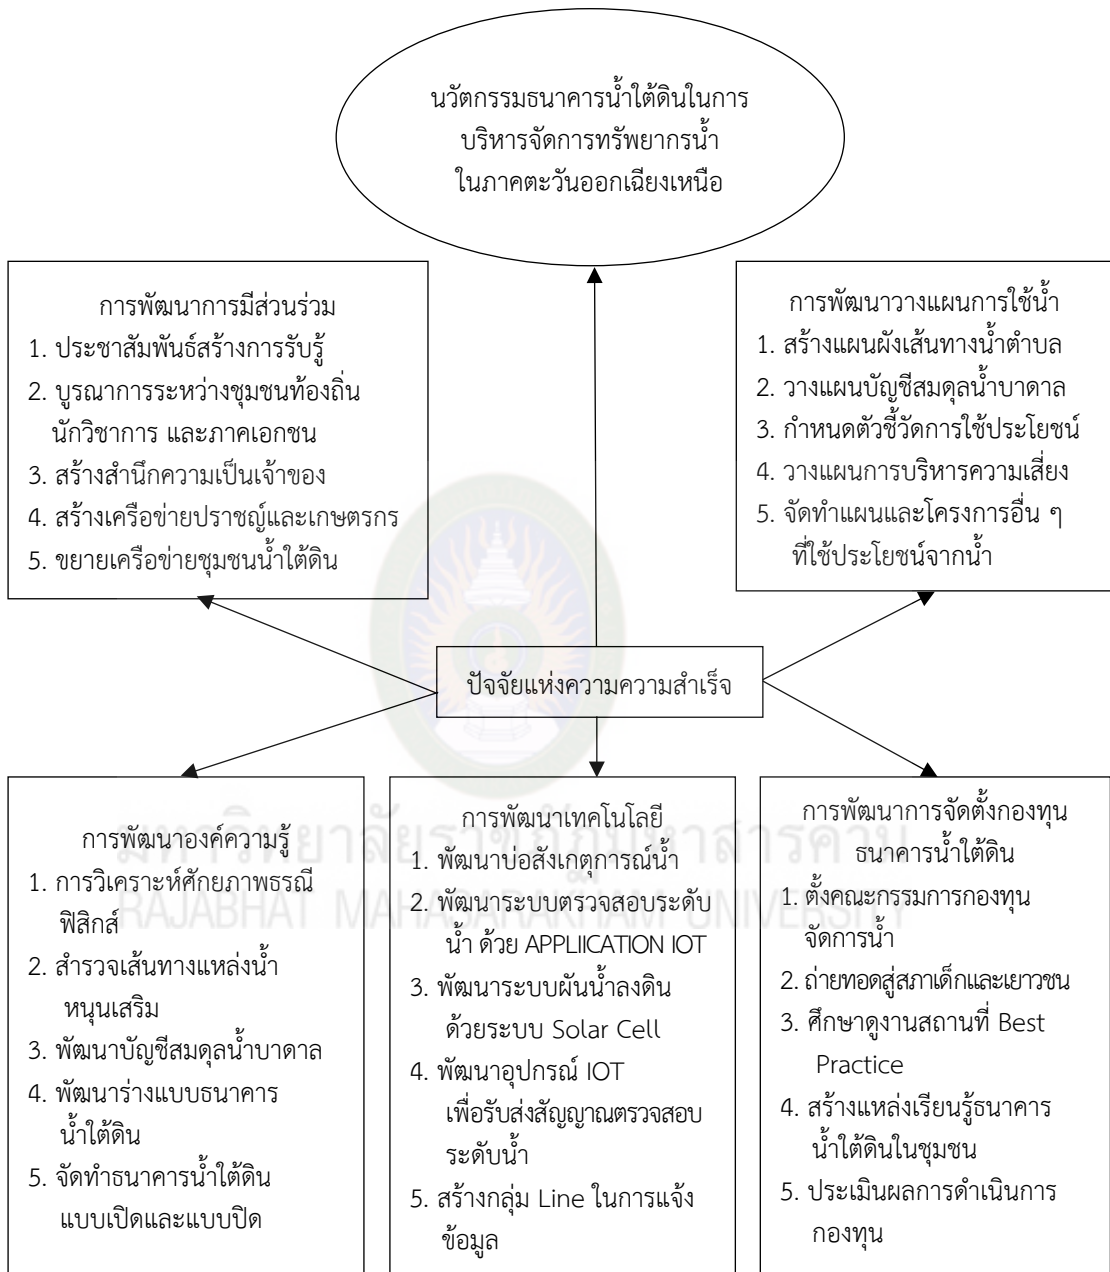 นวัตกรรมธนาคารน้ำใต้ดินในการ
บริหารจัดการทรัพยากรน้ำ
ในภาคตะวันออกเฉียงเหนือ
การพัฒนาการมีส่วนร่วม
1. ประชาสัมพันธ์สร้างการรับรู้
2. บูรณาการระหว่างชุมชนท้องถิ่น
นักวิชาการ และภาคเอกชน
3. สร้างสำนึกความเป็นเจ้าของ
4. สร้างเครือข่ายปราชญ์และเกษตรกร
5. ขยายเครือข่ายชุมชนน้ำใต้ดิน
การพัฒนาวางแผนการใช้น้ำ
1. สร้างแผนผังเส้นทางน้ำตำบล
2. วางแผนบัญชีสมดุลน้ำบาดาล
3. กำหนดตัวชี้วัดการใช้ประโยชน์
4. วางแผนการบริหารความเสี่ยง
5. จัดทำแผนและโครงการอื่น ๆ
ที่ใช้ประโยชน์จากน้ำ
ปัจจัยแห่งความความสำเร็จ
การพัฒนาองค์ความรู้
1. การวิเคราะห์ศักยภาพธรณี
ฟิสิกส์
2. สำรวจเส้นทางแหล่งน้ำ
หนุนเสริม
3. พัฒนาบัญชีสมดุลน้ำบาดาล
4. พัฒนาร่างแบบธนาคาร
น้ำใต้ดิน
5. จัดทำธนาคารน้ำใต้ดิน
แบบเปิดและแบบปิด
การพัฒนาเทคโนโลยี
1. พัฒนาบ่อสังเกตุการณ์น้ำ
2. พัฒนาระบบตรวจสอบระดับ
น้ำ ด้วย APPLIICATION IOT
3. พัฒนาระบบผันน้ำลงดิน
ด้วยระบบ Solar Cell
4. พัฒนาอุปกรณ์ IOT
เพื่อรับส่งสัญญาณตรวจสอบ
ระดับน้ำ
5. สร้างกลุ่ม Line ในการแจ้ง
ข้อมูล
การพัฒนาการจัดตั้งกองทุน
ธนาคารน้ำใต้ดิน
1. ตั้งคณะกรรมการกองทุน
จัดการน้ำ
2. ถ่ายทอดสู่สภาเด็กและเยาวชน
3. ศึกษาดูงานสถานที่ Best
Practice
4. สร้างแหล่งเรียนรู้ธนาคาร
น้ำใต้ดินในชุมชน
5. ประเมินผลการดำเนินการ
กองทุน
มหาวิทยาลัยราชภัฏมหาสารคาม
RAJABHAT MAHASARAKHAM UNIVERSITY